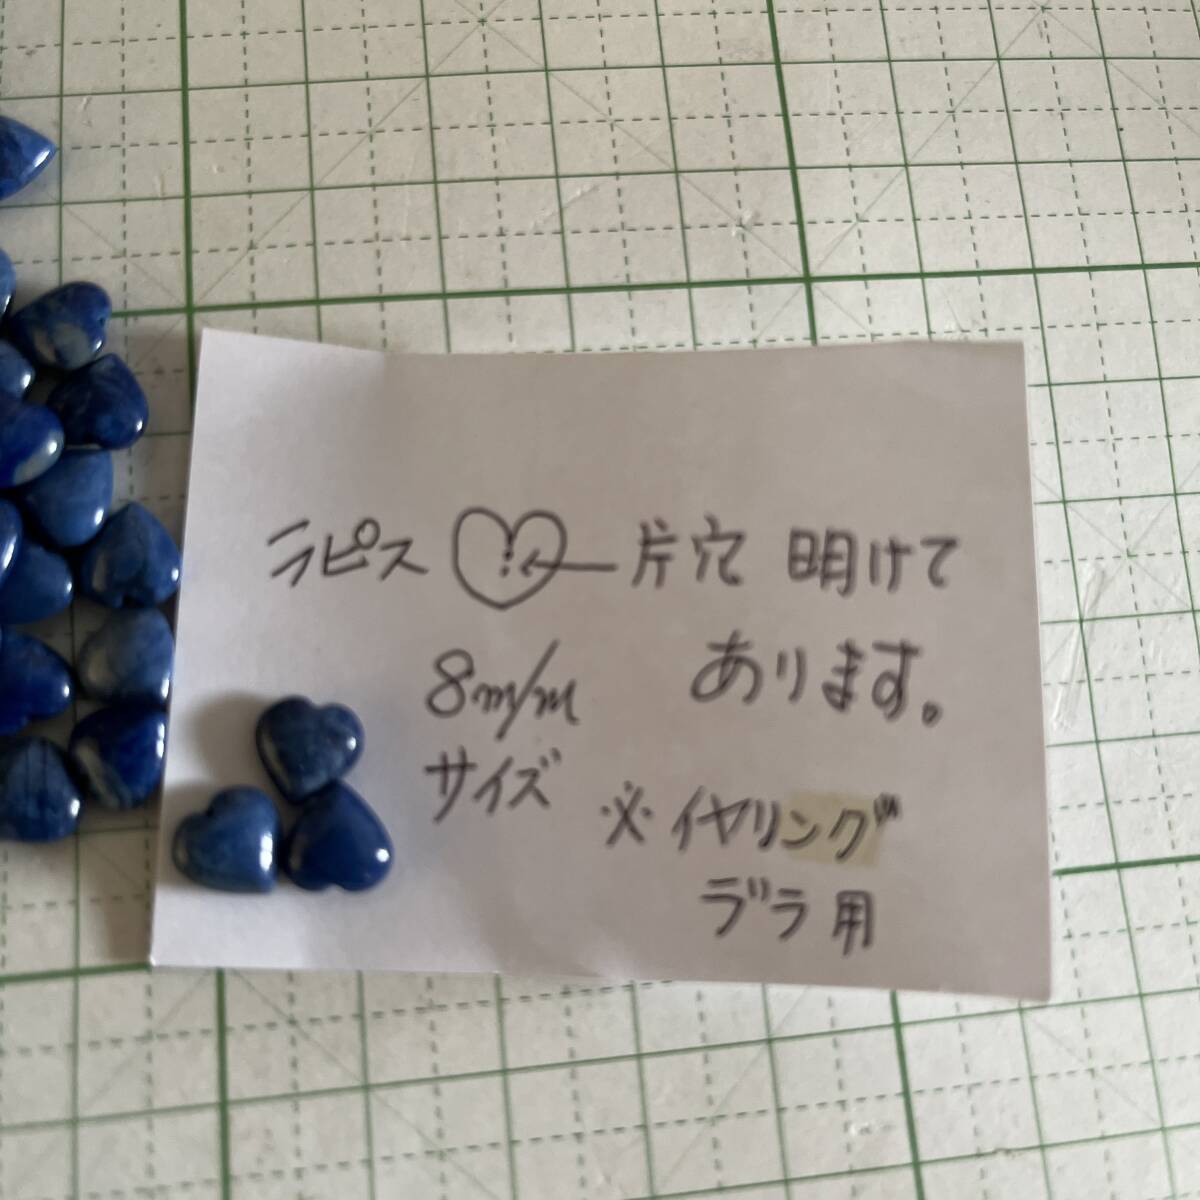 ラピス ♡ 片穴 明けて
あります。
8m/m
サイズ
※イヤリング
ブラ用